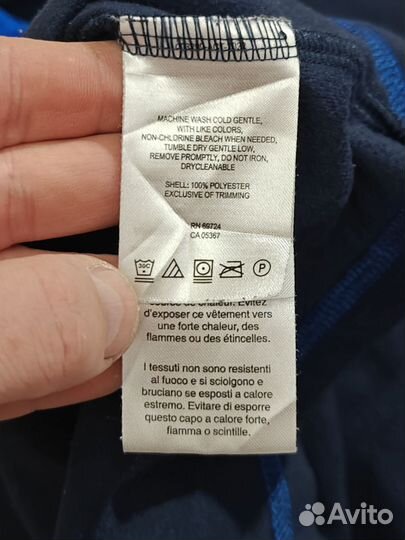 MACHINE WASH COLD GENTLE,
WITH LIKE COLORS,
NON-CHLORINE BLEACH WHEN NEEDED,
TUMBLE DRY GENTLE LOW,
REMOVE PROMPTLY, DO NOT IRON,
DRYCLEANABLE
SHELL: 100% POLYESTER
EXCLUSIVE OF TRIMMING
RN 69724
CA 05367
30C
P
source de chaleur. Evitez
d'exposer ce vêtement vers
une forte chaleur, des
flammes ou des étincelles.
I tessuti non sono resistenti
al fuoco e si sciolgono e
bruciano se esposti a calore
estremo. Evitare di esporre
questo capo a calore forte,
fiamma o scintille.
Avito